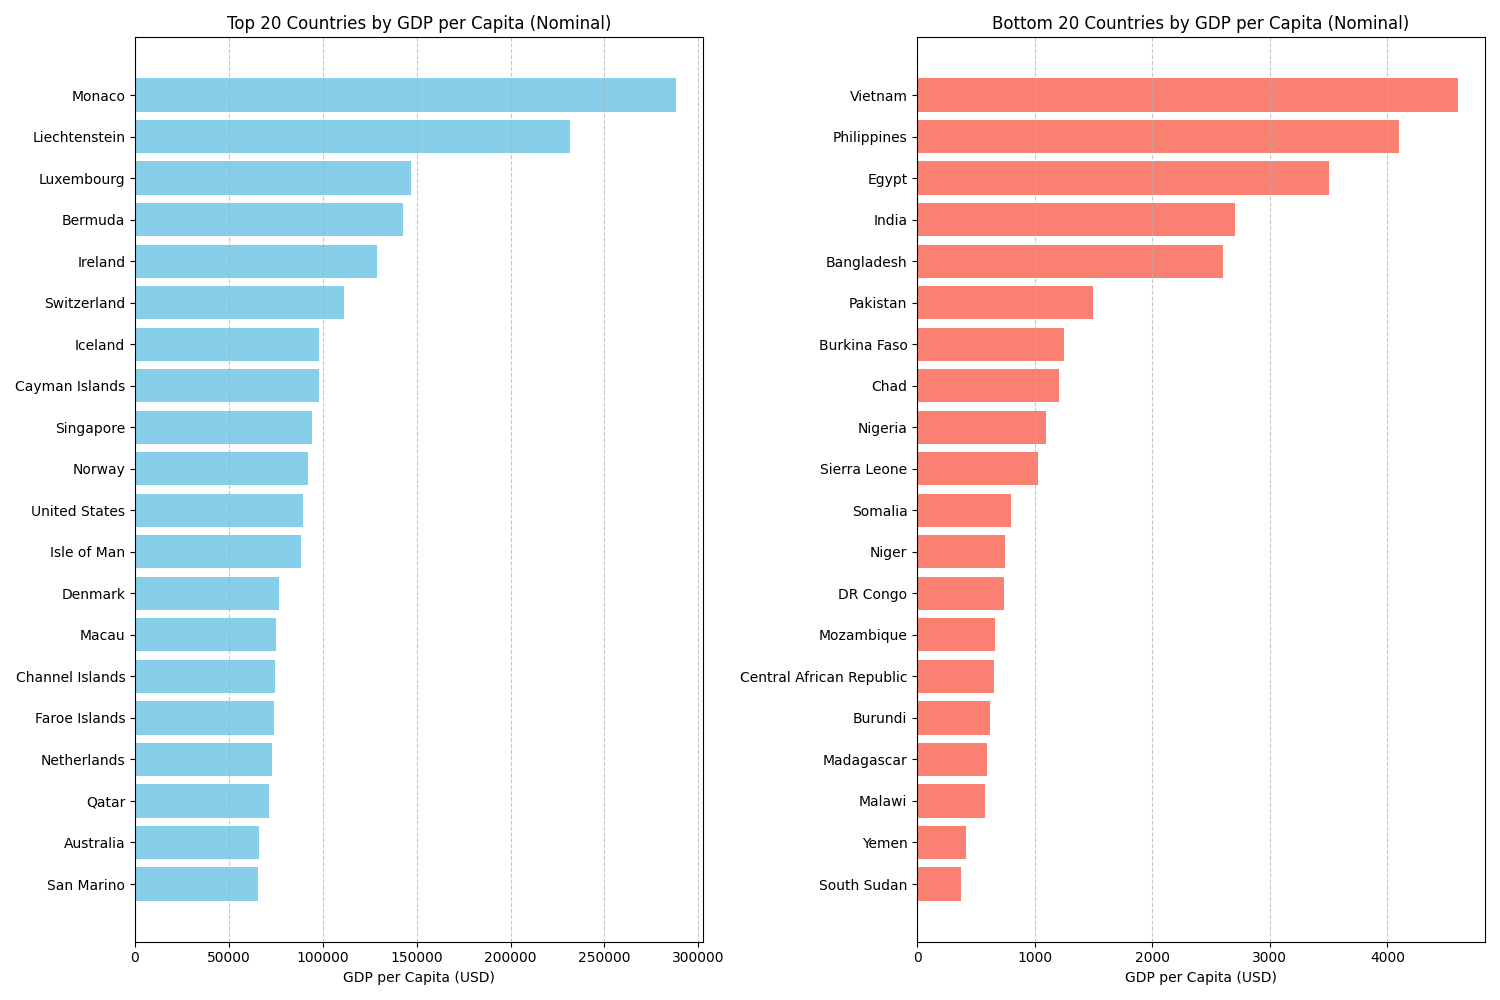 Top 20 Countries by GDP per Capita (Nominal)
Monaco
Liechtenstein
Luxembourg
Bermuda
Ireland
Switzerland
Iceland
Cayman Islands
Singapore
Norway
United States
Isle of Man
Denmark
Macau
Channel Islands
Faroe Islands
Netherlands
Qatar
Australia
San Marino
0 50000 100000 150000 200000 250000 300000
GDP per Capita (USD)
Bottom 20 Countries by GDP per Capita (Nominal)
Vietnam
Philippines
Egypt
India
Bangladesh
Pakistan
Burkina Faso
Chad
Nigeria
Sierra Leone
Somalia
Niger
DR Congo
Mozambique
Central African Republic
Burundi
Madagascar
Malawi
Yemen
South Sudan
0 1000 2000 3000 4000
GDP per Capita (USD)